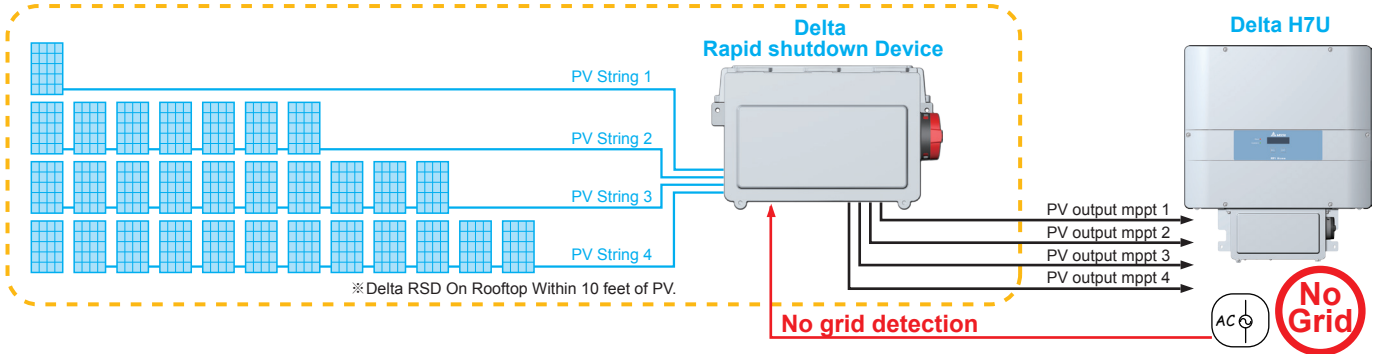 Delta
Rapid shutdown Device
Delta H7U
PV String 1
PV String 2
PV String 3
PV String 4
※Delta RSD On Rooftop Within 10 feet of PV.
PV output mppt 1
PV output mppt 2
PV output mppt 3
PV output mppt 4
No grid detection
AC
No
Grid